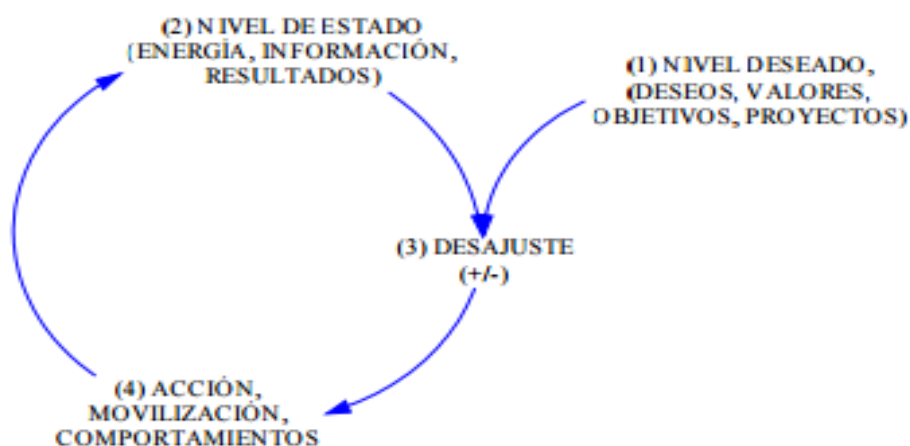 (2) NIVEL DE ESTADO
(ENERGÍA, INFORMACIÓN,
RESULTADOS)
(1) NIVEL DESEADO,
(DESEOS, VALORES,
OBJETIVOS, PROYECTOS)
(3) DESAJUSTE
(+/-)
(4) ACCIÓN,
MOVILIZACIÓN,
COMPORTAMIENTOS